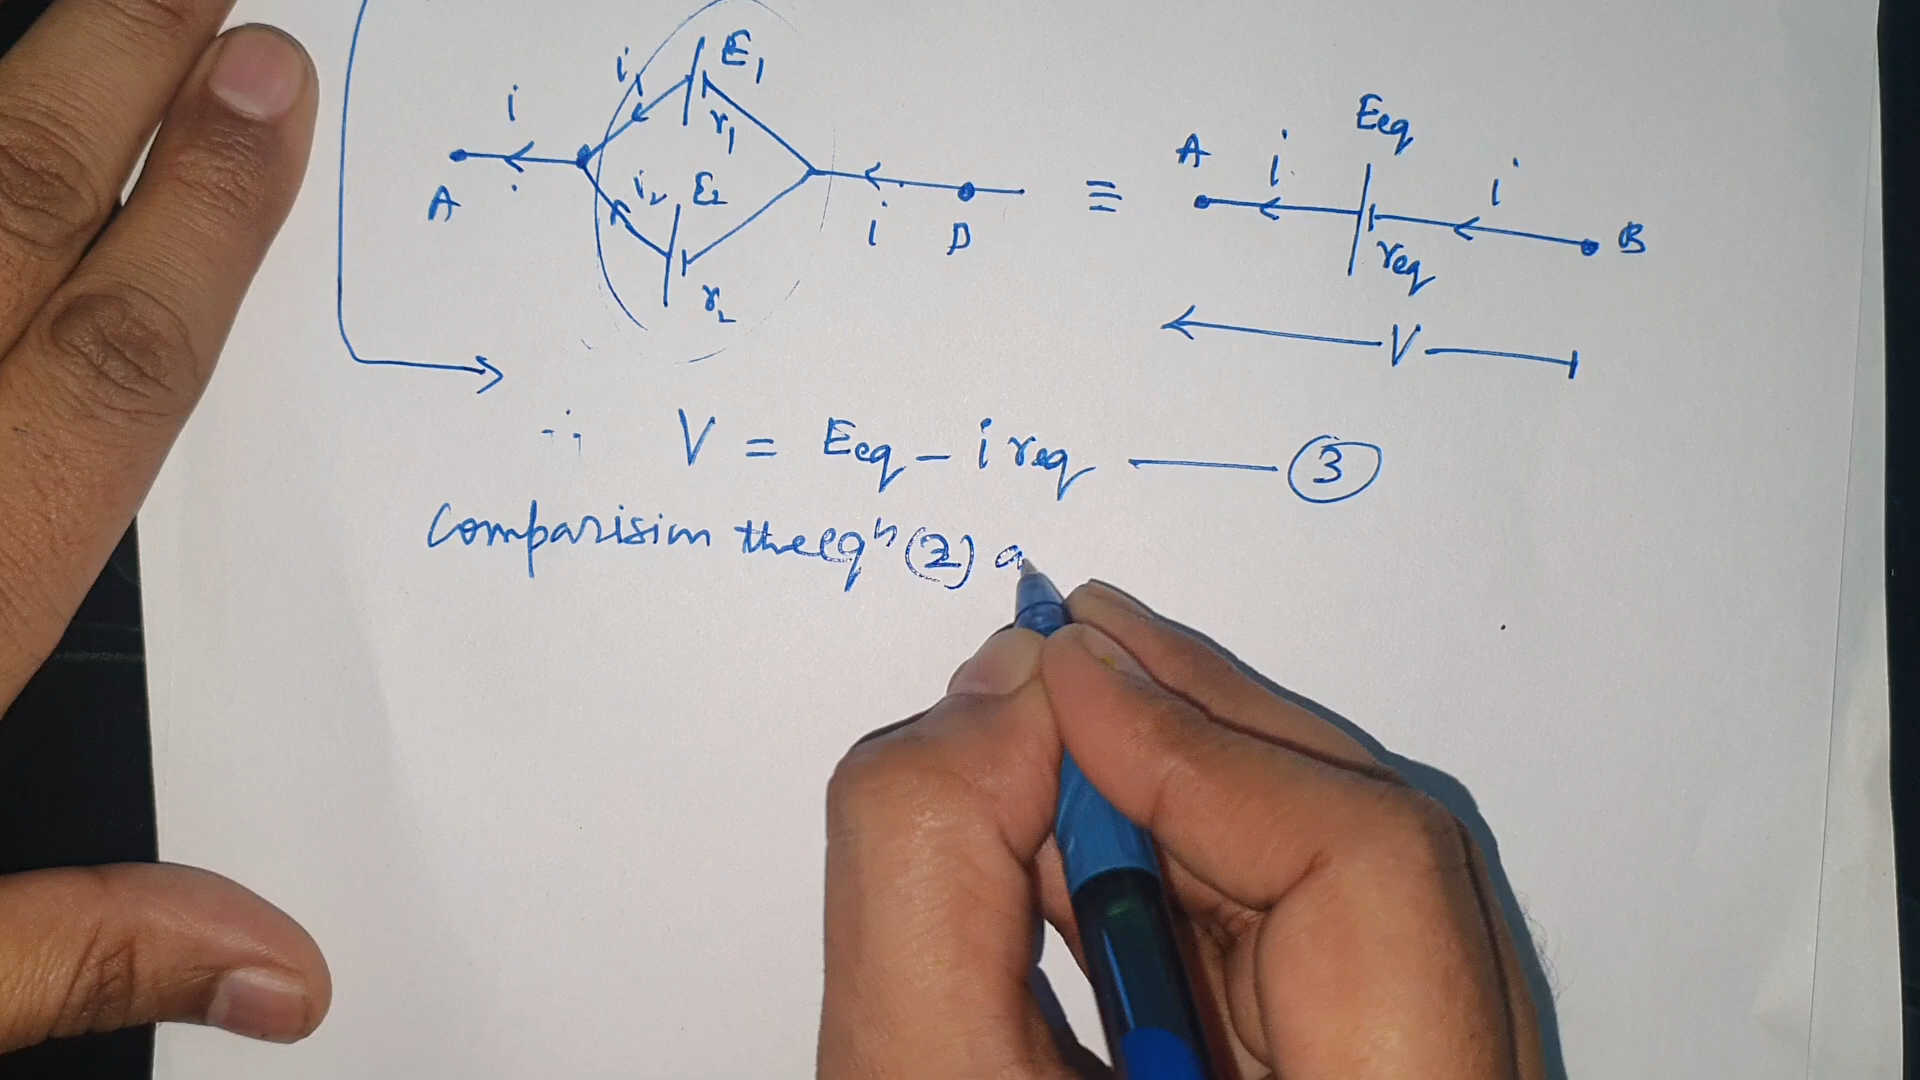 i i₁ E₁ r₁
A i₂ E₂ r₂ i B
≡
A i Eeq req i B
V
∴ V = Eeq - i req —— 3
comparisim the eqⁿ (2) a